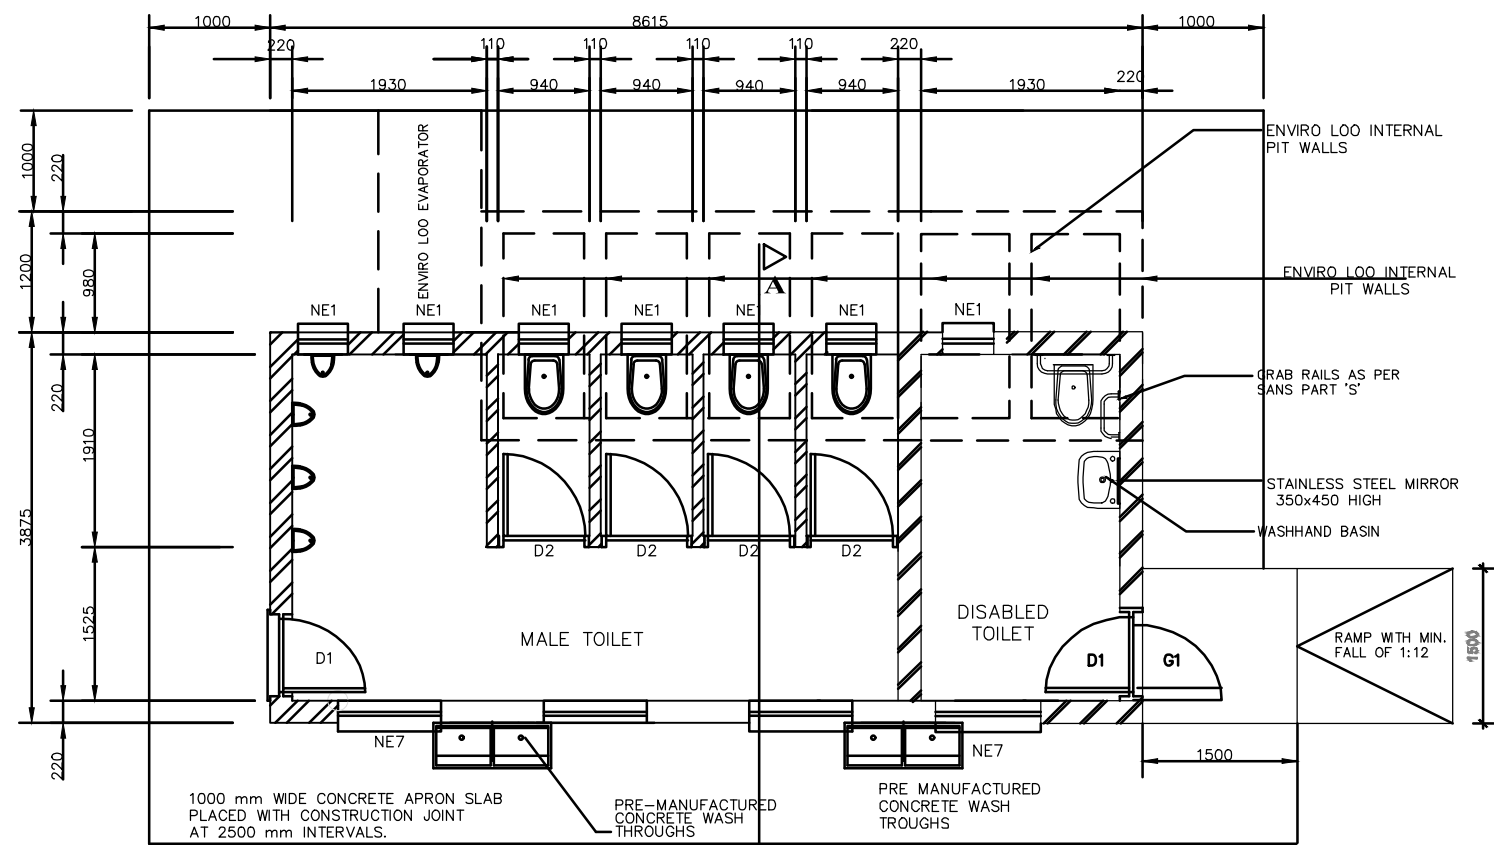 1000
8615
1000
220
110
110
110
110
220
1930
940
940
940
940
1930
220
ENVIRO LOO INTERNAL
PIT WALLS
1000
220
ENVIRO LOO EVAPORATOR
1200
980
A
ENVIRO LOO INTERNAL
PIT WALLS
NE1
NE1
NE1
NE1
NE1
NE1
NE1
220
GRAB RAILS AS PER
SANS PART 'S'
1910
3875
STAINLESS STEEL MIRROR
350x450 HIGH
WASHHAND BASIN
D2
D2
D2
D2
1525
MALE TOILET
DISABLED
TOILET
D1
D1
G1
RAMP WITH MIN.
FALL OF 1:12
1500
220
NE7
NE7
1500
1000 mm WIDE CONCRETE APRON SLAB
PLACED WITH CONSTRUCTION JOINT
AT 2500 mm INTERVALS.
PRE-MANUFACTURED
CONCRETE WASH
THROUGHS
PRE MANUFACTURED
CONCRETE WASH
TROUGHS